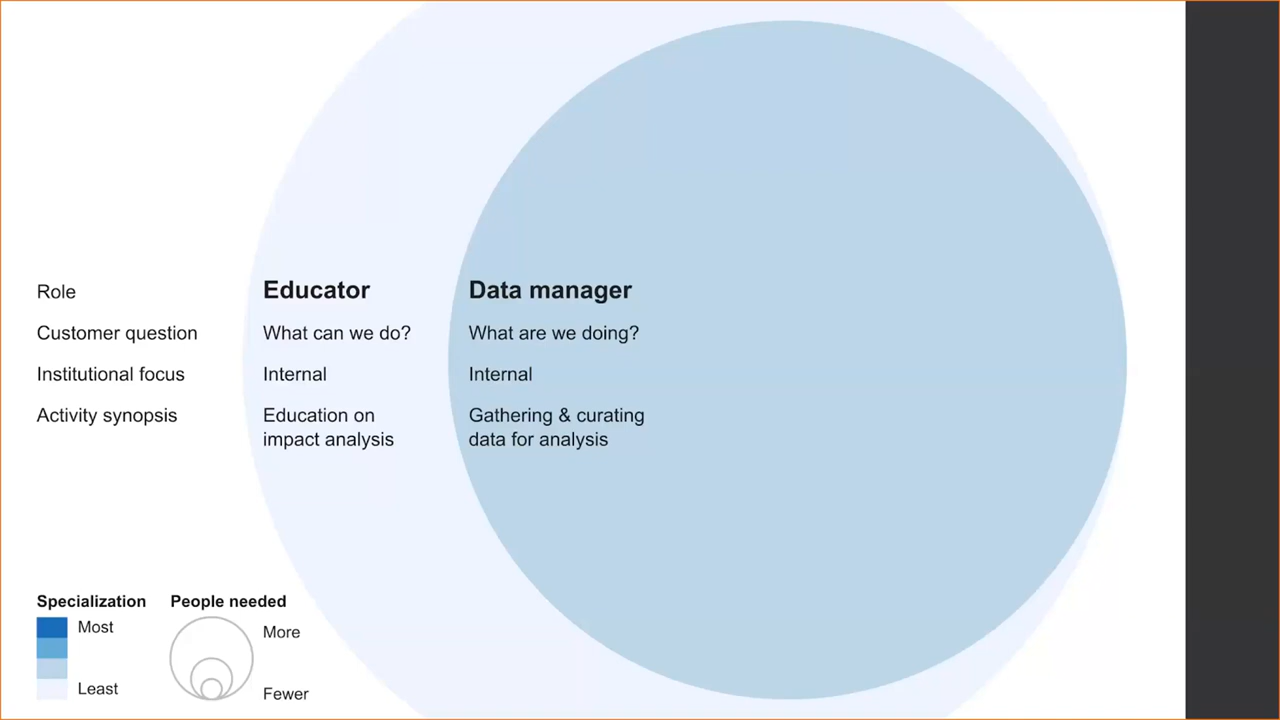 Role
Educator
Data manager
Customer question
What can we do?
What are we doing?
Institutional focus
Internal
Internal
Activity synopsis
Education on
impact analysis
Gathering & curating
data for analysis
Specialization
People needed
Most
Least
More
Fewer